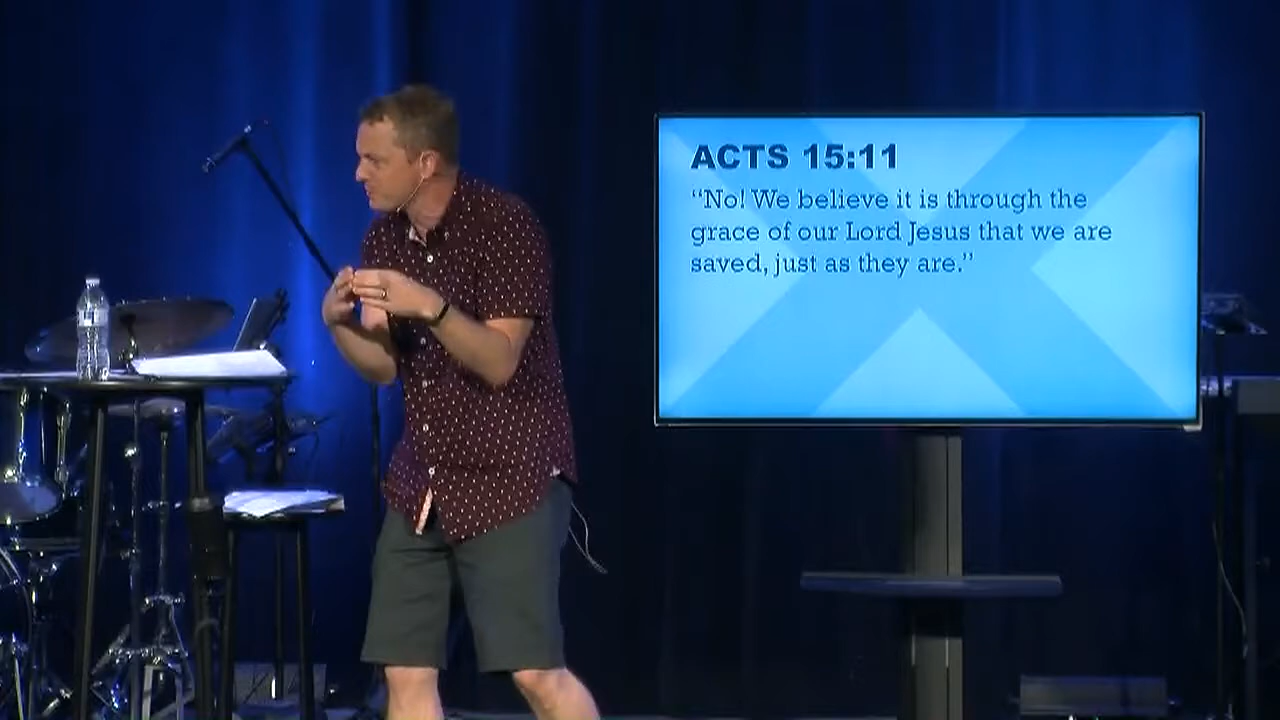 ACTS 15:11
“No! We believe it is through the
grace of our Lord Jesus that we are
saved, just as they are.”